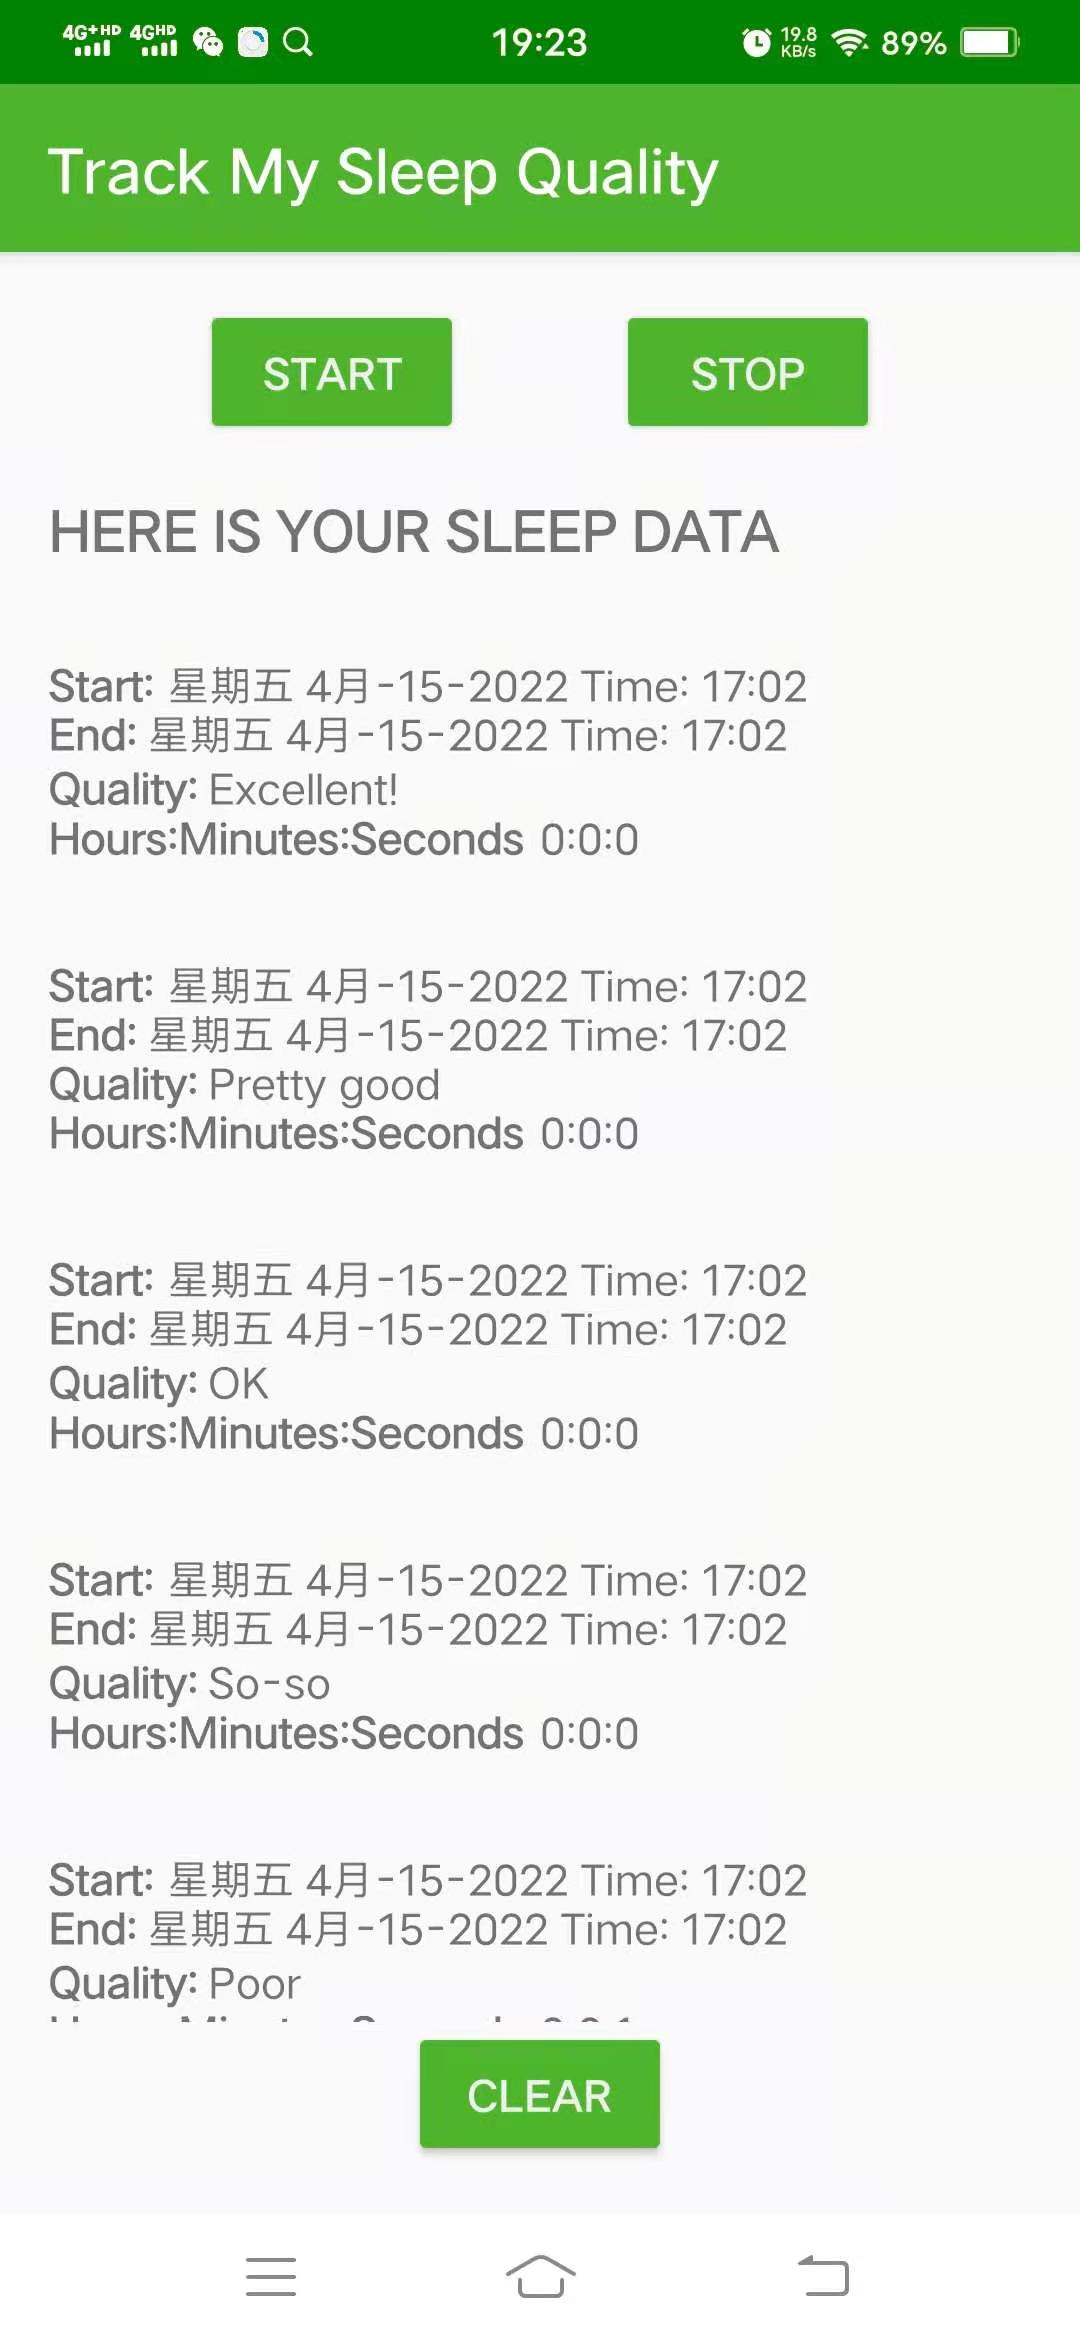 4G+HD 4GHD 19:23 19.8 KB/s 89%
Track My Sleep Quality
START STOP
HERE IS YOUR SLEEP DATA
Start: 星期五 4月-15-2022 Time: 17:02
End: 星期五 4月-15-2022 Time: 17:02
Quality: Excellent!
Hours:Minutes:Seconds 0:0:0
Start: 星期五 4月-15-2022 Time: 17:02
End: 星期五 4月-15-2022 Time: 17:02
Quality: Pretty good
Hours:Minutes:Seconds 0:0:0
Start: 星期五 4月-15-2022 Time: 17:02
End: 星期五 4月-15-2022 Time: 17:02
Quality: OK
Hours:Minutes:Seconds 0:0:0
Start: 星期五 4月-15-2022 Time: 17:02
End: 星期五 4月-15-2022 Time: 17:02
Quality: So-so
Hours:Minutes:Seconds 0:0:0
Start: 星期五 4月-15-2022 Time: 17:02
End: 星期五 4月-15-2022 Time: 17:02
Quality: Poor
CLEAR